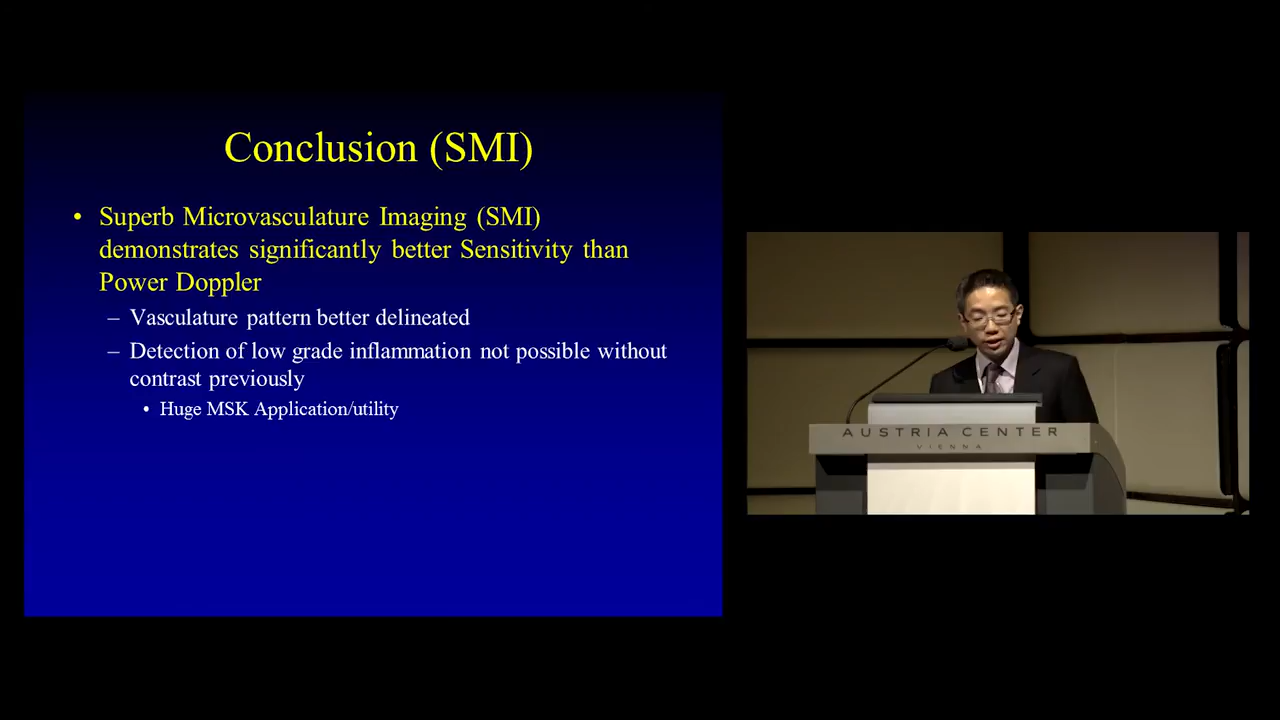 Conclusion (SMI)
• Superb Microvasculature Imaging (SMI)
demonstrates significantly better Sensitivity than
Power Doppler
– Vasculature pattern better delineated
– Detection of low grade inflammation not possible without
contrast previously
• Huge MSK Application/utility
AUSTRIA CENTER
VIENNA